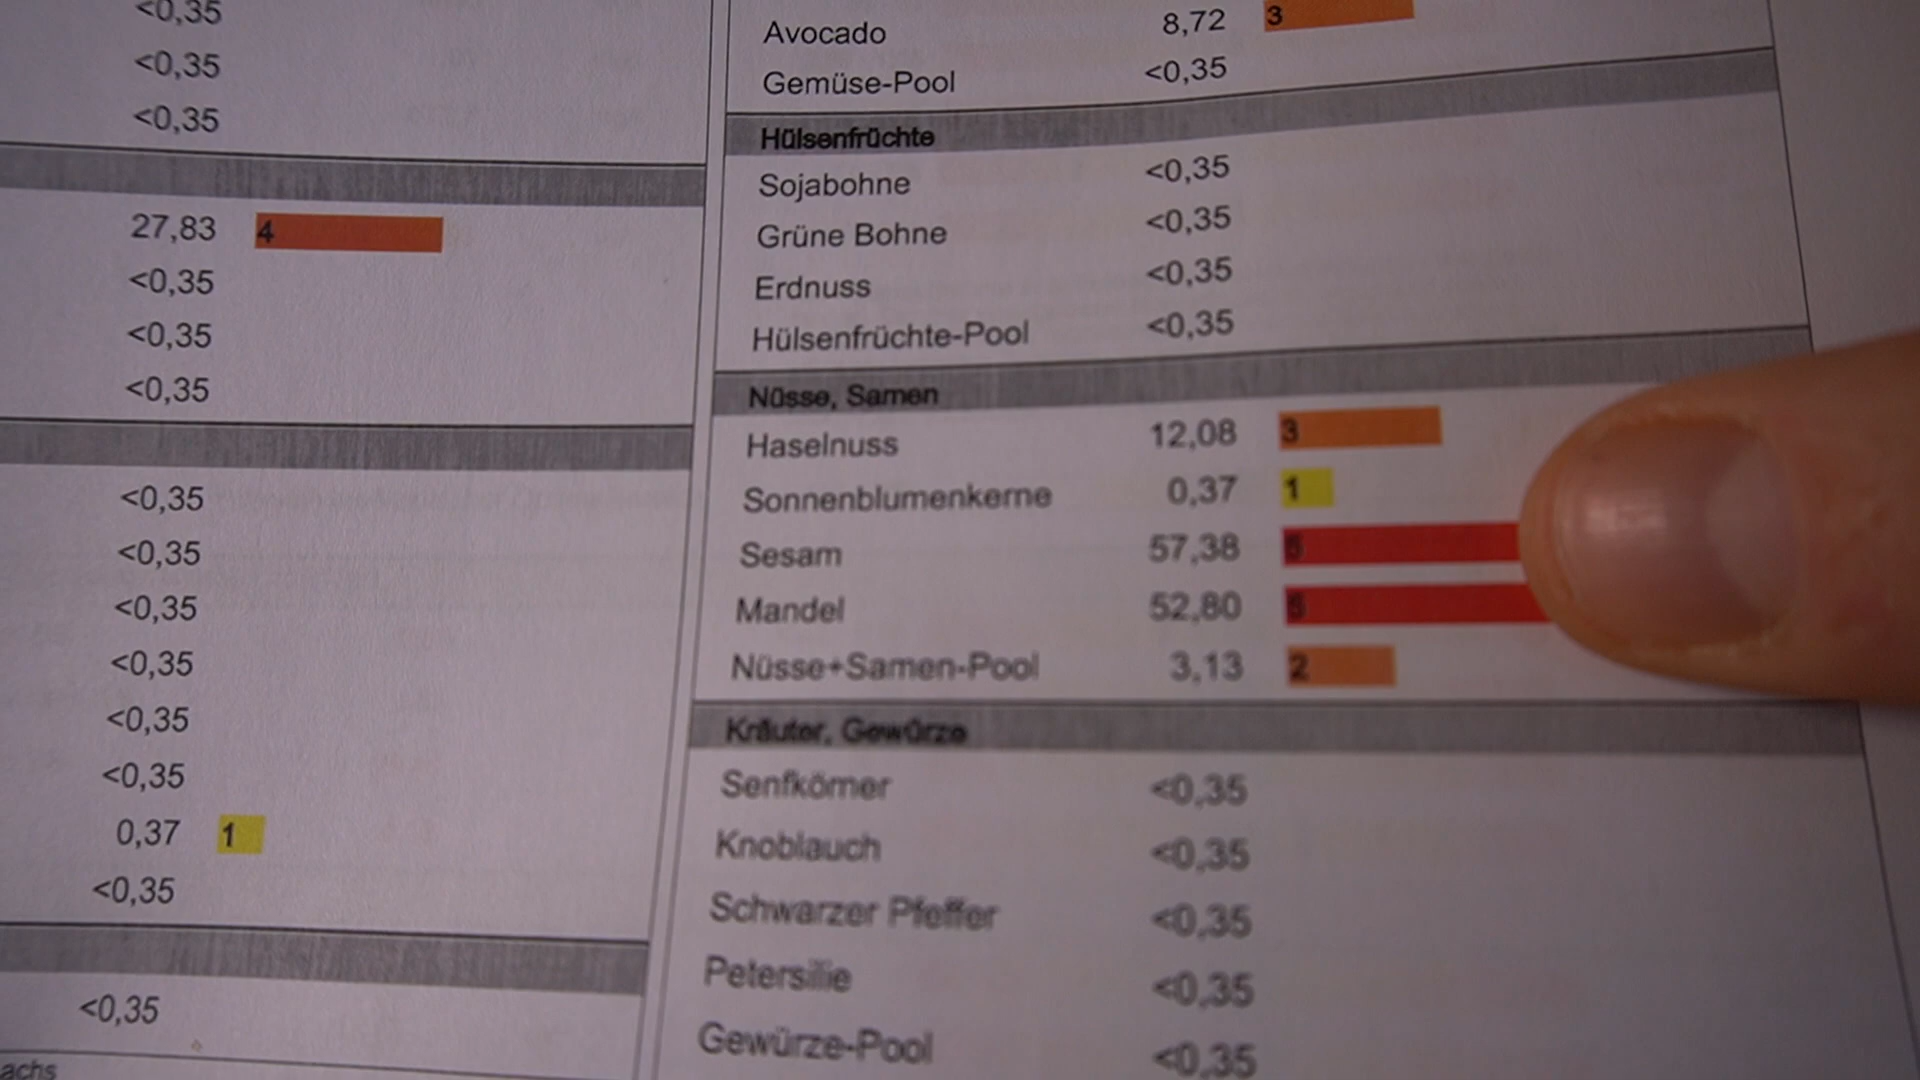 <0,35
<0,35
<0,35
27,83 4
<0,35
<0,35
<0,35
<0,35
<0,35
<0,35
<0,35
<0,35
<0,35
0,37 1
<0,35
<0,35
achs
Avocado 8,72 3
Gemüse-Pool <0,35
Hülsenfrüchte
Sojabohne <0,35
Grüne Bohne <0,35
Erdnuss <0,35
Hülsenfrüchte-Pool <0,35
Nüsse, Samen
Haselnuss 12,08 3
Sonnenblumenkerne 0,37 1
Sesam 57,38
Mandel 52,80
Nüsse+Samen-Pool 3,13 2
Kräuter, Gewürze
Senfkörner <0,35
Knoblauch <0,35
Schwarzer Pfeffer <0,35
Petersilie <0,35
Gewürze-Pool <0,35